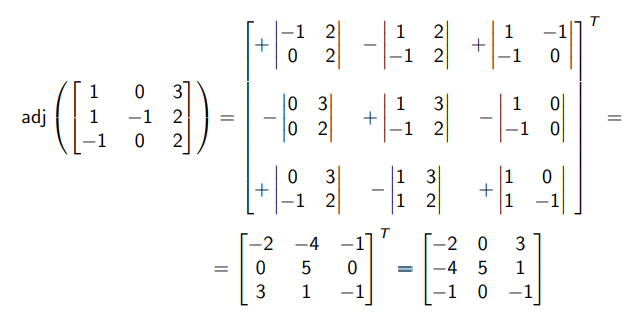 adj ( [ 1 0 3 ; 1 −1 2 ; −1 0 2 ] ) = [ + | −1 2 ; 0 2 | − | 1 2 ; −1 2 | + | 1 −1 ; −1 0 | ;
− | 0 3 ; 0 2 | + | 1 3 ; −1 2 | − | 1 0 ; −1 0 | ;
+ | 0 3 ; −1 2 | − | 1 3 ; 1 2 | + | 1 0 ; 1 −1 | ]^T =
= [ −2 −4 −1 ; 0 5 0 ; 3 1 −1 ]^T = [ −2 0 3 ; −4 5 1 ; −1 0 −1 ]